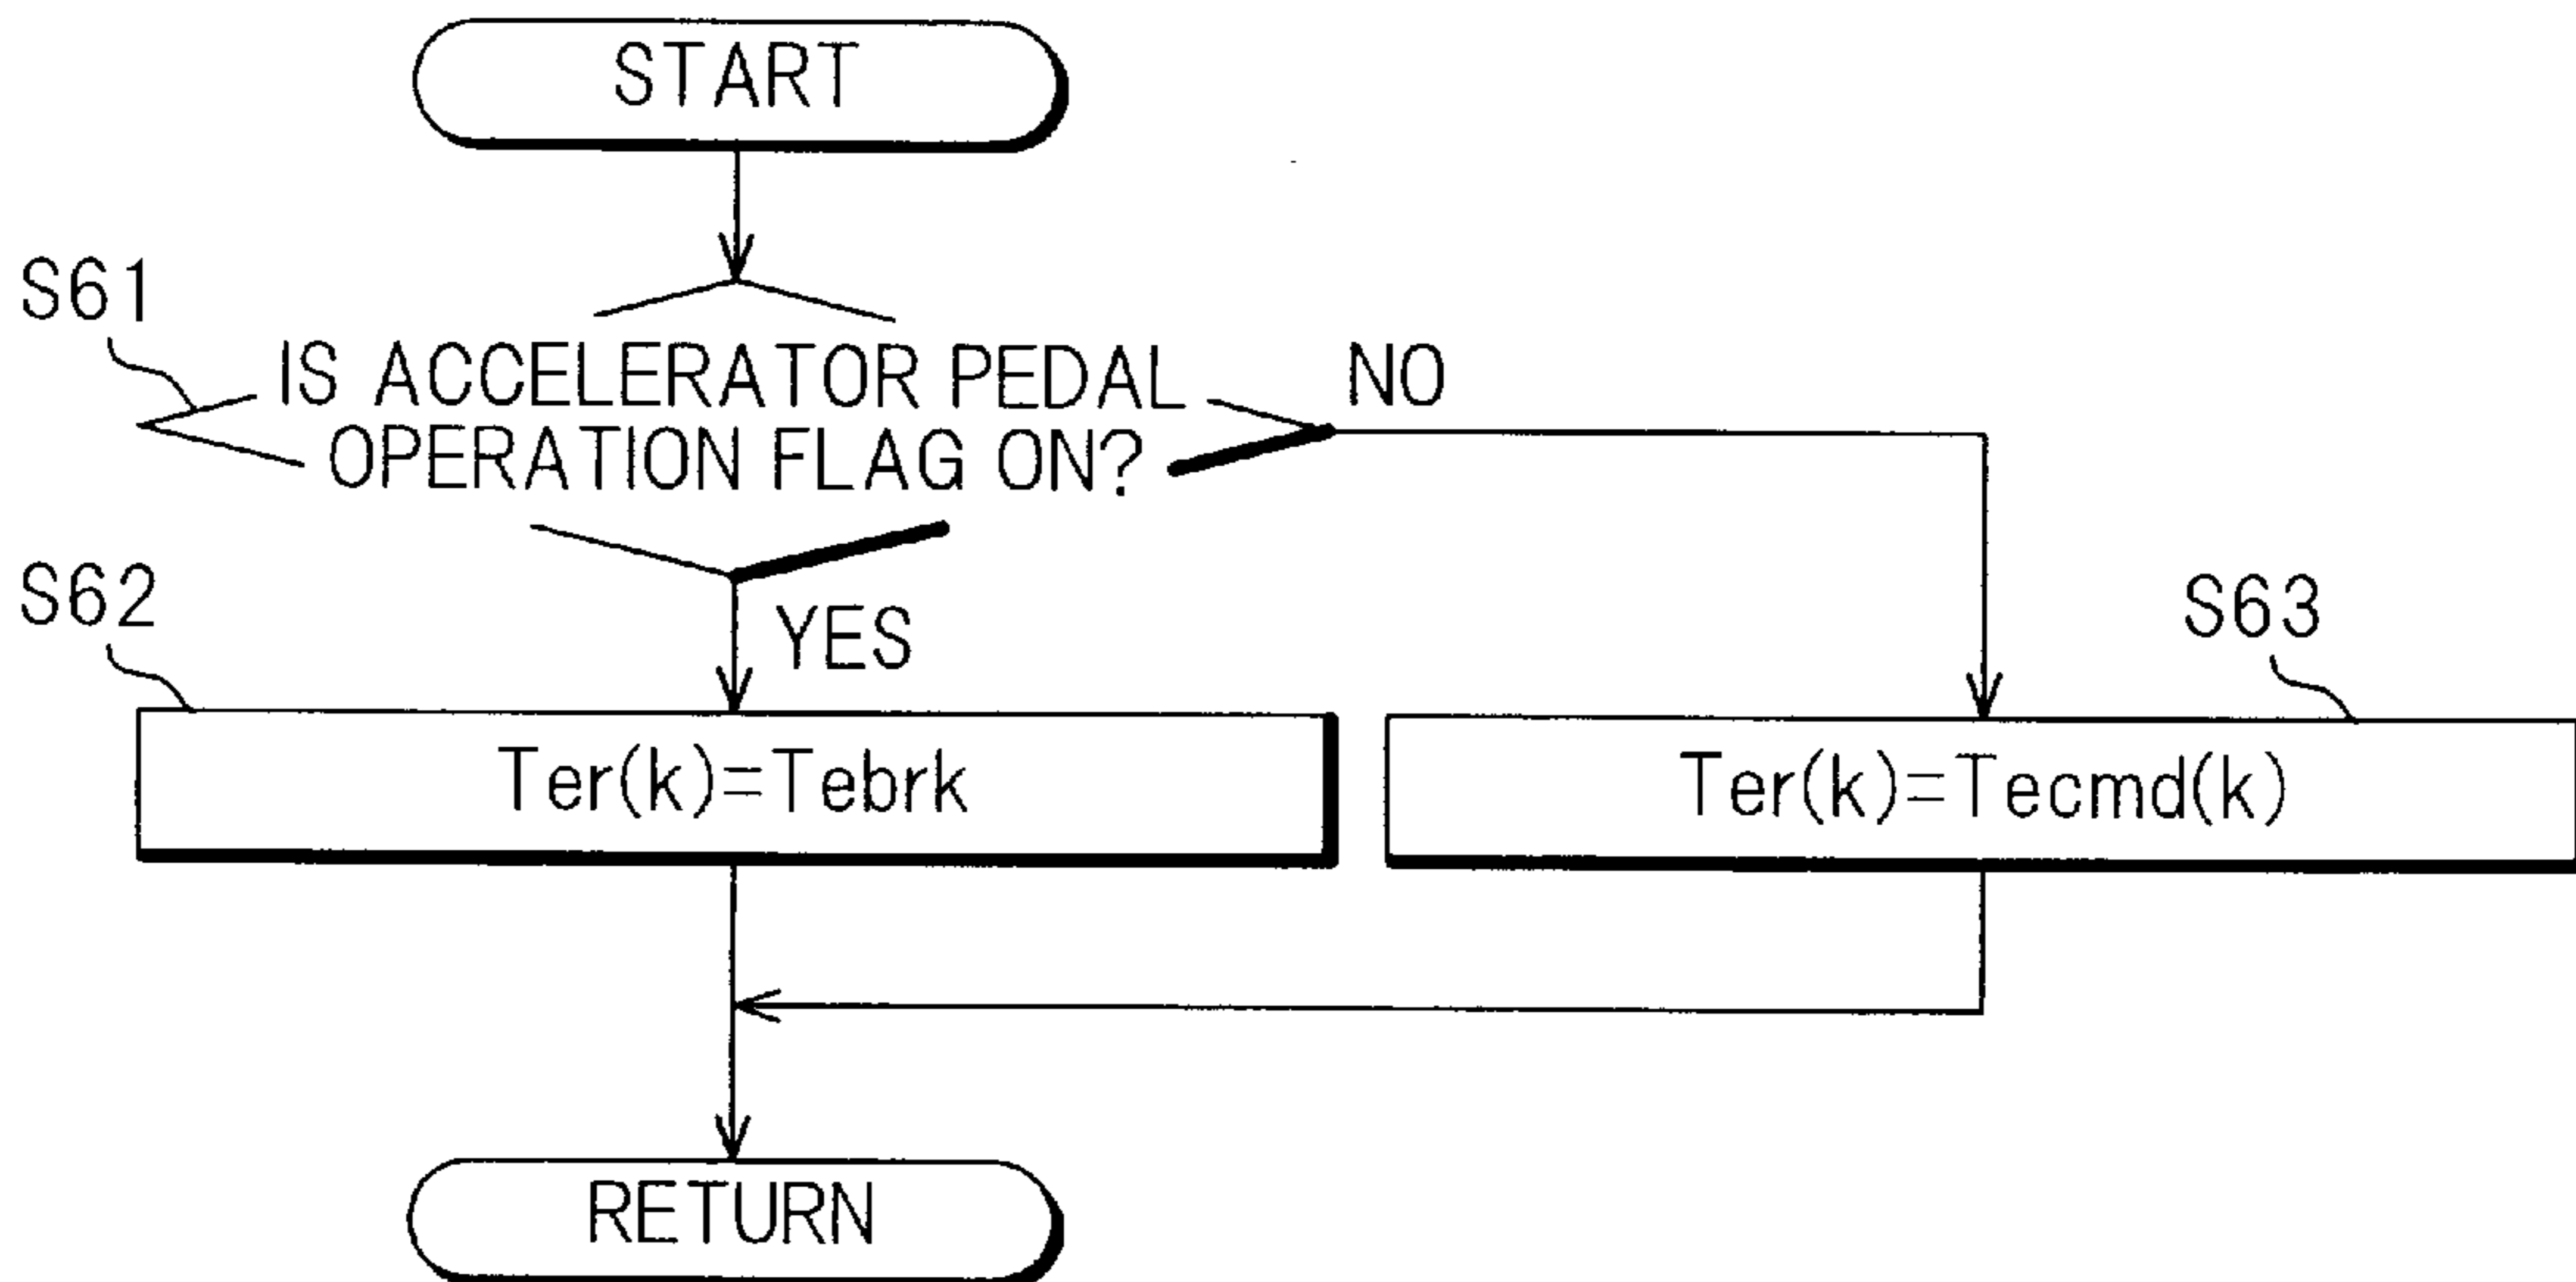 START
S61
IS ACCELERATOR PEDAL
OPERATION FLAG ON?
NO
YES
S62
Ter(k)=Tebrk
S63
Ter(k)=Tecmd(k)
RETURN